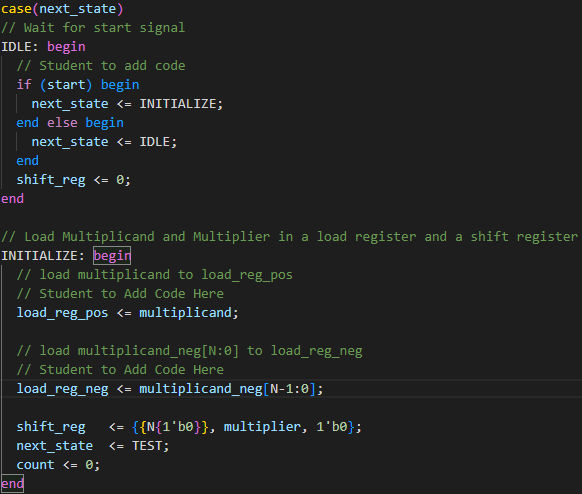 case(next_state)
// Wait for start signal
IDLE: begin
  // Student to add code
  if (start) begin
    next_state <= INITIALIZE;
  end else begin
    next_state <= IDLE;
  end
  shift_reg <= 0;
end

// Load Multiplicand and Multiplier in a load register and a shift register
INITIALIZE: begin
  // load multiplicand to load_reg_pos
  // Student to Add Code Here
  load_reg_pos <= multiplicand;

  // load multiplicand_neg[N:0] to load_reg_neg
  // Student to Add Code Here
  load_reg_neg <= multiplicand_neg[N-1:0];

  shift_reg   <= {{N{1'b0}}, multiplier, 1'b0};
  next_state  <= TEST;
  count <= 0;
end